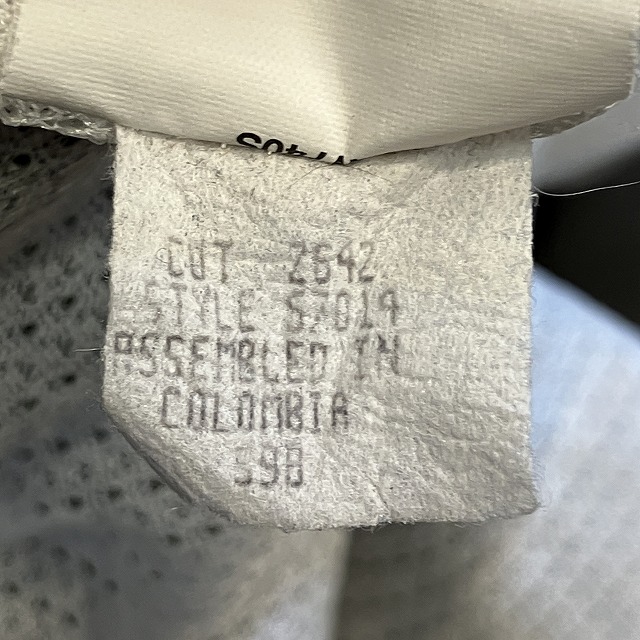 CUT 2642
STYLE S7019
ASSEMBLED IN
COLOMBIA
S98